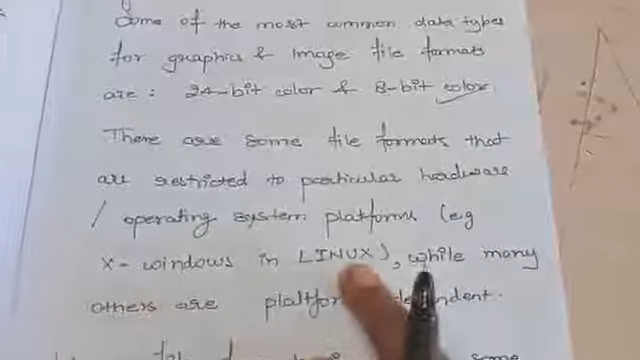 Some of the most common data types
for graphics & Image file formats
are: 24-bit color & 8-bit color.
There are some file formats that
are restricted to particular hardware
/ operating system platforms (e.g
X-windows in LINUX), while many
others are
some